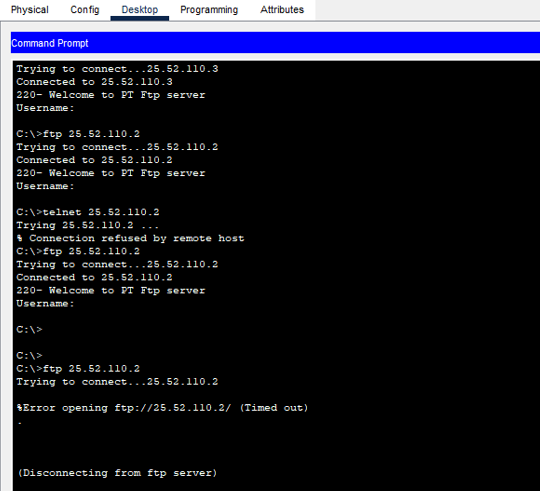 Physical Config Desktop Programming Attributes
Command Prompt
Trying to connect...25.52.110.3
Connected to 25.52.110.3
220- Welcome to PT Ftp server
Username:
C:\>ftp 25.52.110.2
Trying to connect...25.52.110.2
Connected to 25.52.110.2
220- Welcome to PT Ftp server
Username:
C:\>telnet 25.52.110.2
Trying 25.52.110.2 ...
% Connection refused by remote host
C:\>ftp 25.52.110.2
Trying to connect...25.52.110.2
Connected to 25.52.110.2
220- Welcome to PT Ftp server
Username:
C:\>
C:\>
C:\>ftp 25.52.110.2
Trying to connect...25.52.110.2
%Error opening ftp://25.52.110.2/ (Timed out)
.
(Disconnecting from ftp server)